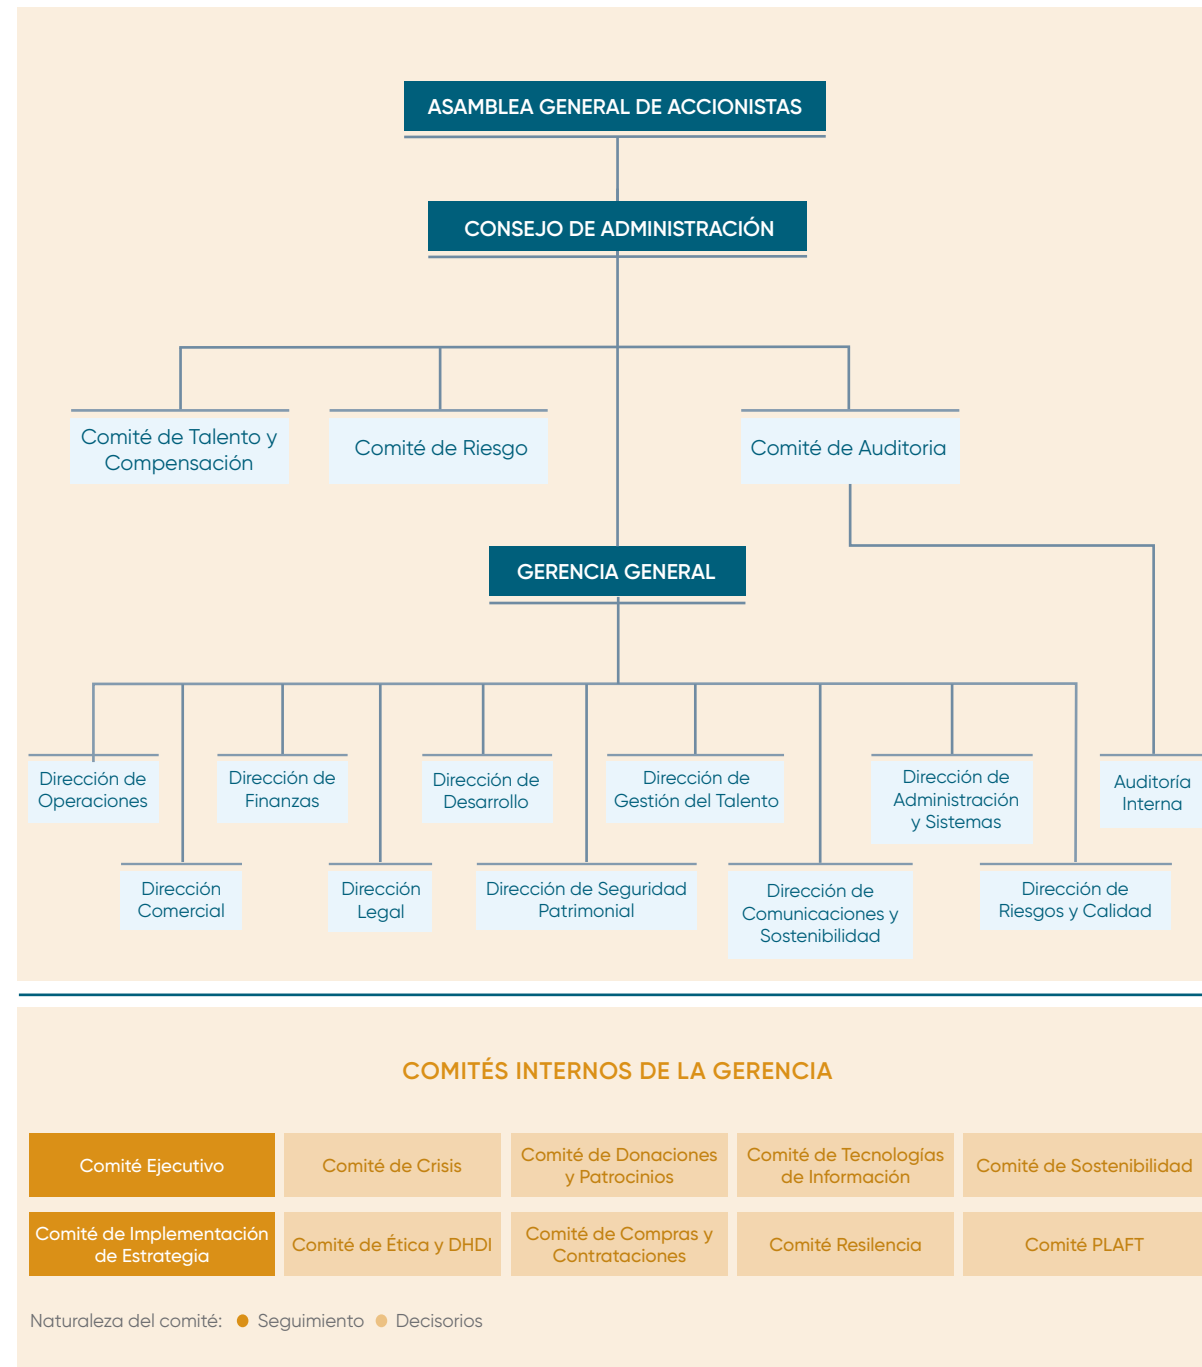 ASAMBLEA GENERAL DE ACCIONISTAS
CONSEJO DE ADMINISTRACIÓN
Comité de Talento y
Compensación
Comité de Riesgo
Comité de Auditoria
GERENCIA GENERAL
Dirección de
Operaciones
Dirección de
Finanzas
Dirección de
Desarrollo
Dirección de
Gestión del Talento
Dirección de
Administración
y Sistemas
Auditoría
Interna
Dirección
Comercial
Dirección
Legal
Dirección de Seguridad
Patrimonial
Dirección de
Comunicaciones y
Sostenibilidad
Dirección de
Riesgos y Calidad
COMITÉS INTERNOS DE LA GERENCIA
Comité Ejecutivo
Comité de Crisis
Comité de Donaciones
y Patrocinios
Comité de Tecnologías
de Información
Comité de Sostenibilidad
Comité de Implementación
de Estrategia
Comité de Ética y DHDI
Comité de Compras y
Contrataciones
Comité Resilencia
Comité PLAFT
Naturaleza del comité: Seguimiento Decisorios